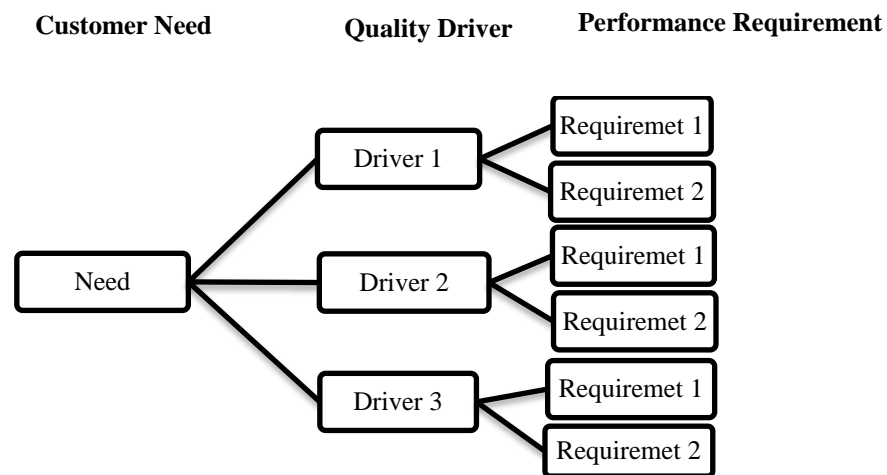 Customer Need
Quality Driver
Performance Requirement
Requiremet 1
Driver 1
Requiremet 2
Requiremet 1
Need
Driver 2
Requiremet 2
Requiremet 1
Driver 3
Requiremet 2